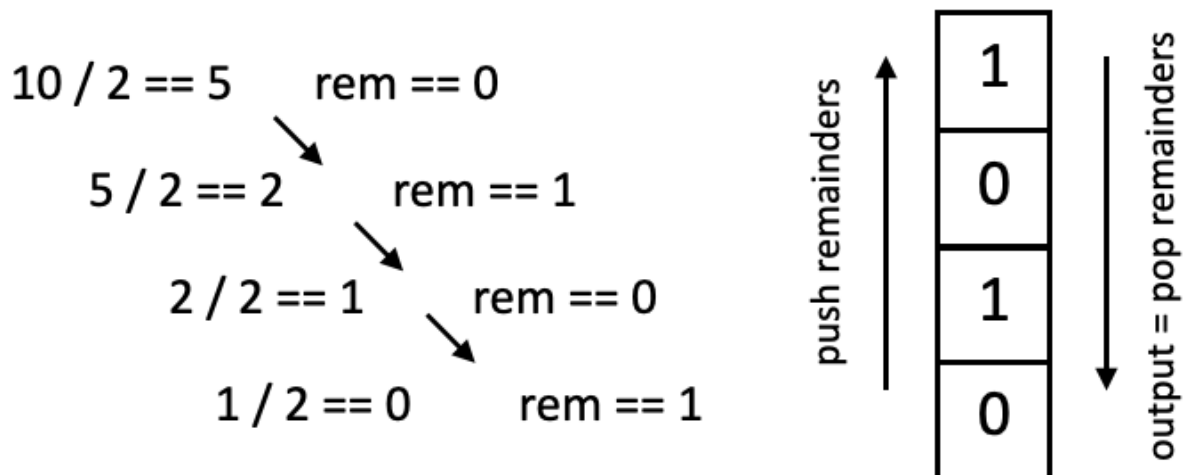 10 / 2 == 5 rem == 0
5 / 2 == 2 rem == 1
2 / 2 == 1 rem == 0
1 / 2 == 0 rem == 1
push remainders
1
0
1
0
output = pop remainders